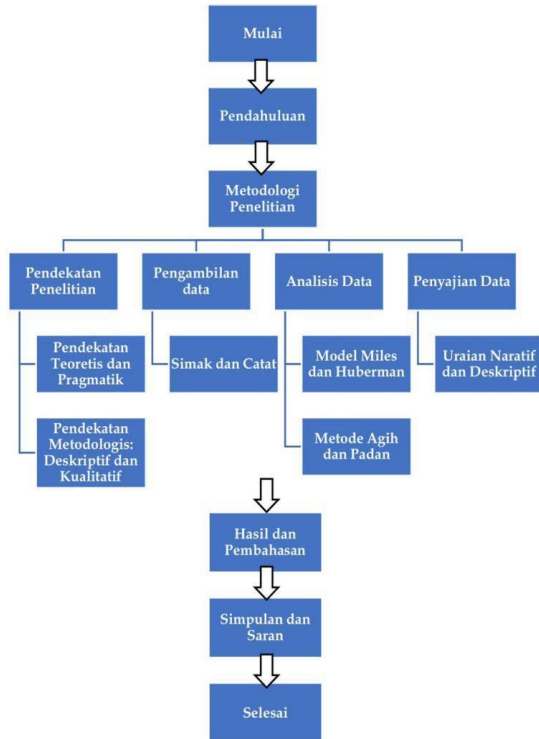 Mulai
Pendahuluan
Metodologi
Penelitian
Pendekatan
Penelitian
Pengambilan
data
Analisis Data
Penyajian Data
Pendekatan
Teoretis dan
Pragmatik
Simak dan Catat
Model Miles
dan Huberman
Uraian Naratif
dan Deskriptif
Pendekatan
Metodologis:
Deskriptif dan
Kualitatif
Metode Agih
dan Padan
Hasil dan
Pembahasan
Simpulan dan
Saran
Selesai